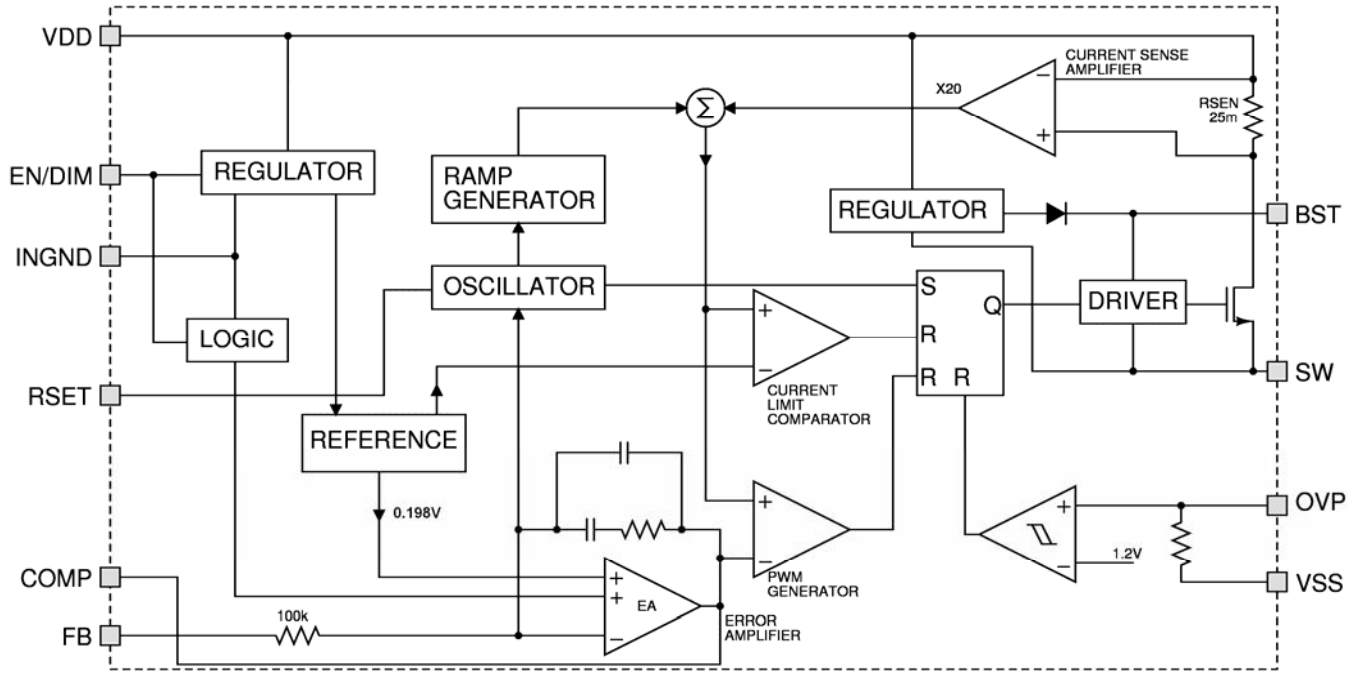 VDD
CURRENT SENSE
AMPLIFIER
X20
−
+
RSEN
25m
Σ
EN/DIM
REGULATOR
RAMP
GENERATOR
REGULATOR
BST
INGND
OSCILLATOR
S
Q
DRIVER
LOGIC
+
R
−
R
R
SW
RSET
CURRENT
LIMIT
COMPARATOR
REFERENCE
0.198V
+
+
OVP
−
1.2V
−
COMP
+
+
EA
PWM
GENERATOR
VSS
100k
FB
−
ERROR
AMPLIFIER